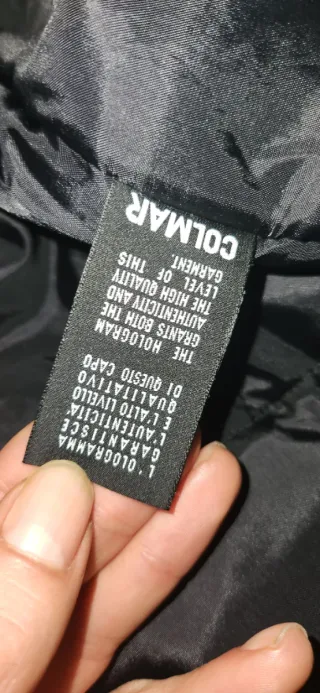 L'OLOGRAMMA
GARANTISCE
L'AUTENTICITA'
E L'ALTO LIVELLO
QUALITATIVO
DI QUESTO CAPO
THE HOLOGRAM
GRANTS BOTH THE
AUTHENTICITY AND
THE HIGH QUALITY
LEVEL OF THIS
GARMENT
COLMAR